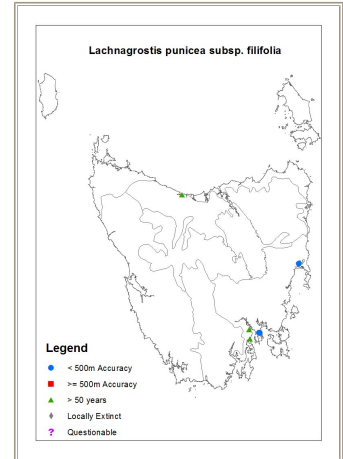 Lachnagrostis punicea subsp. filifolia
Legend
< 500m Accuracy
>= 500m Accuracy
> 50 years
Locally Extinct
? Questionable